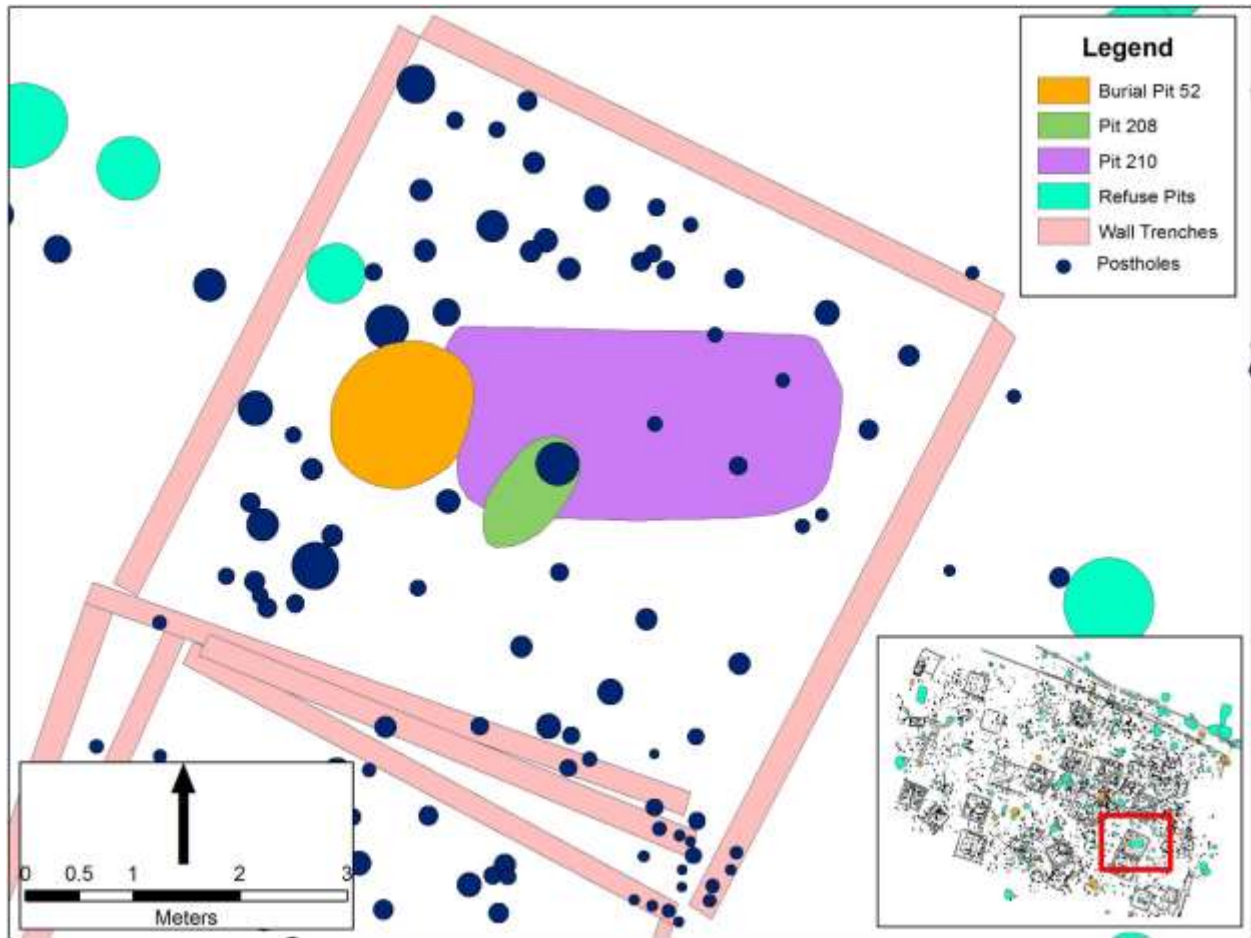 Legend
Burial Pit 52
Pit 208
Pit 210
Refuse Pits
Wall Trenches
Postholes
0 0.5 1 2 3
Meters